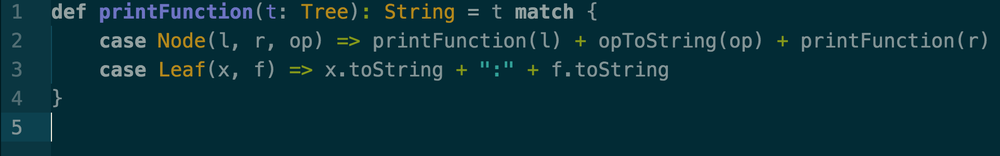 1 def printFunction(t: Tree): String = t match {
2     case Node(l, r, op) => printFunction(l) + opToString(op) + printFunction(r)
3     case Leaf(x, f) => x.toString + ":" + f.toString
4 }
5